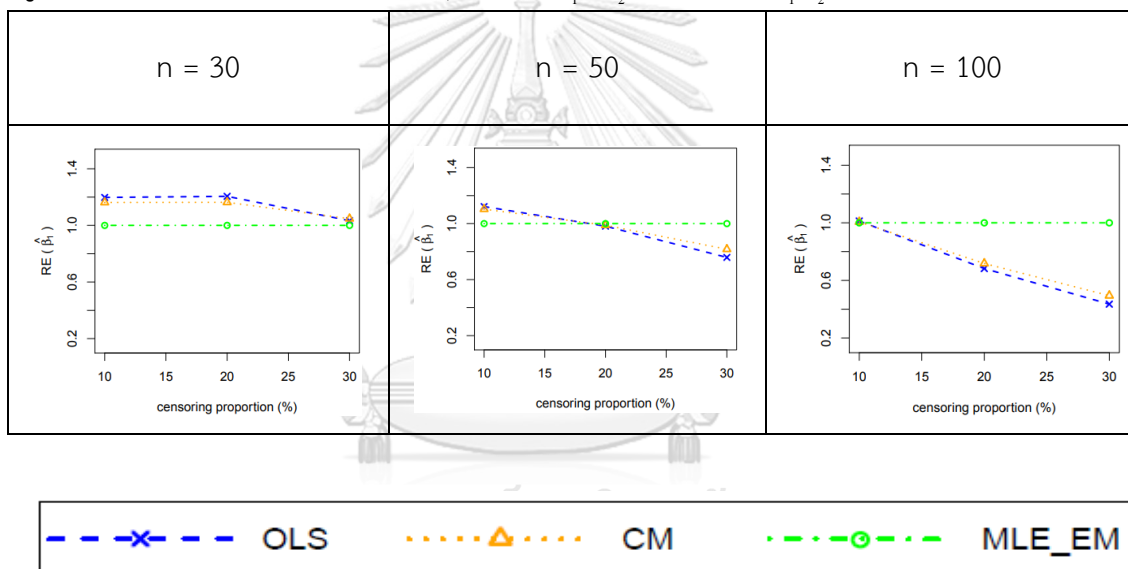 n = 30
n = 50
n = 100
RE ( β̂₁ )
1.4
1.0
0.6
0.2
10 15 20 25 30
censoring proportion (%)
RE ( β̂₁ )
1.4
1.0
0.6
0.2
10 15 20 25 30
censoring proportion (%)
RE ( β̂₁ )
1.4
1.0
0.6
0.2
10 15 20 25 30
censoring proportion (%)
OLS CM MLE_EM